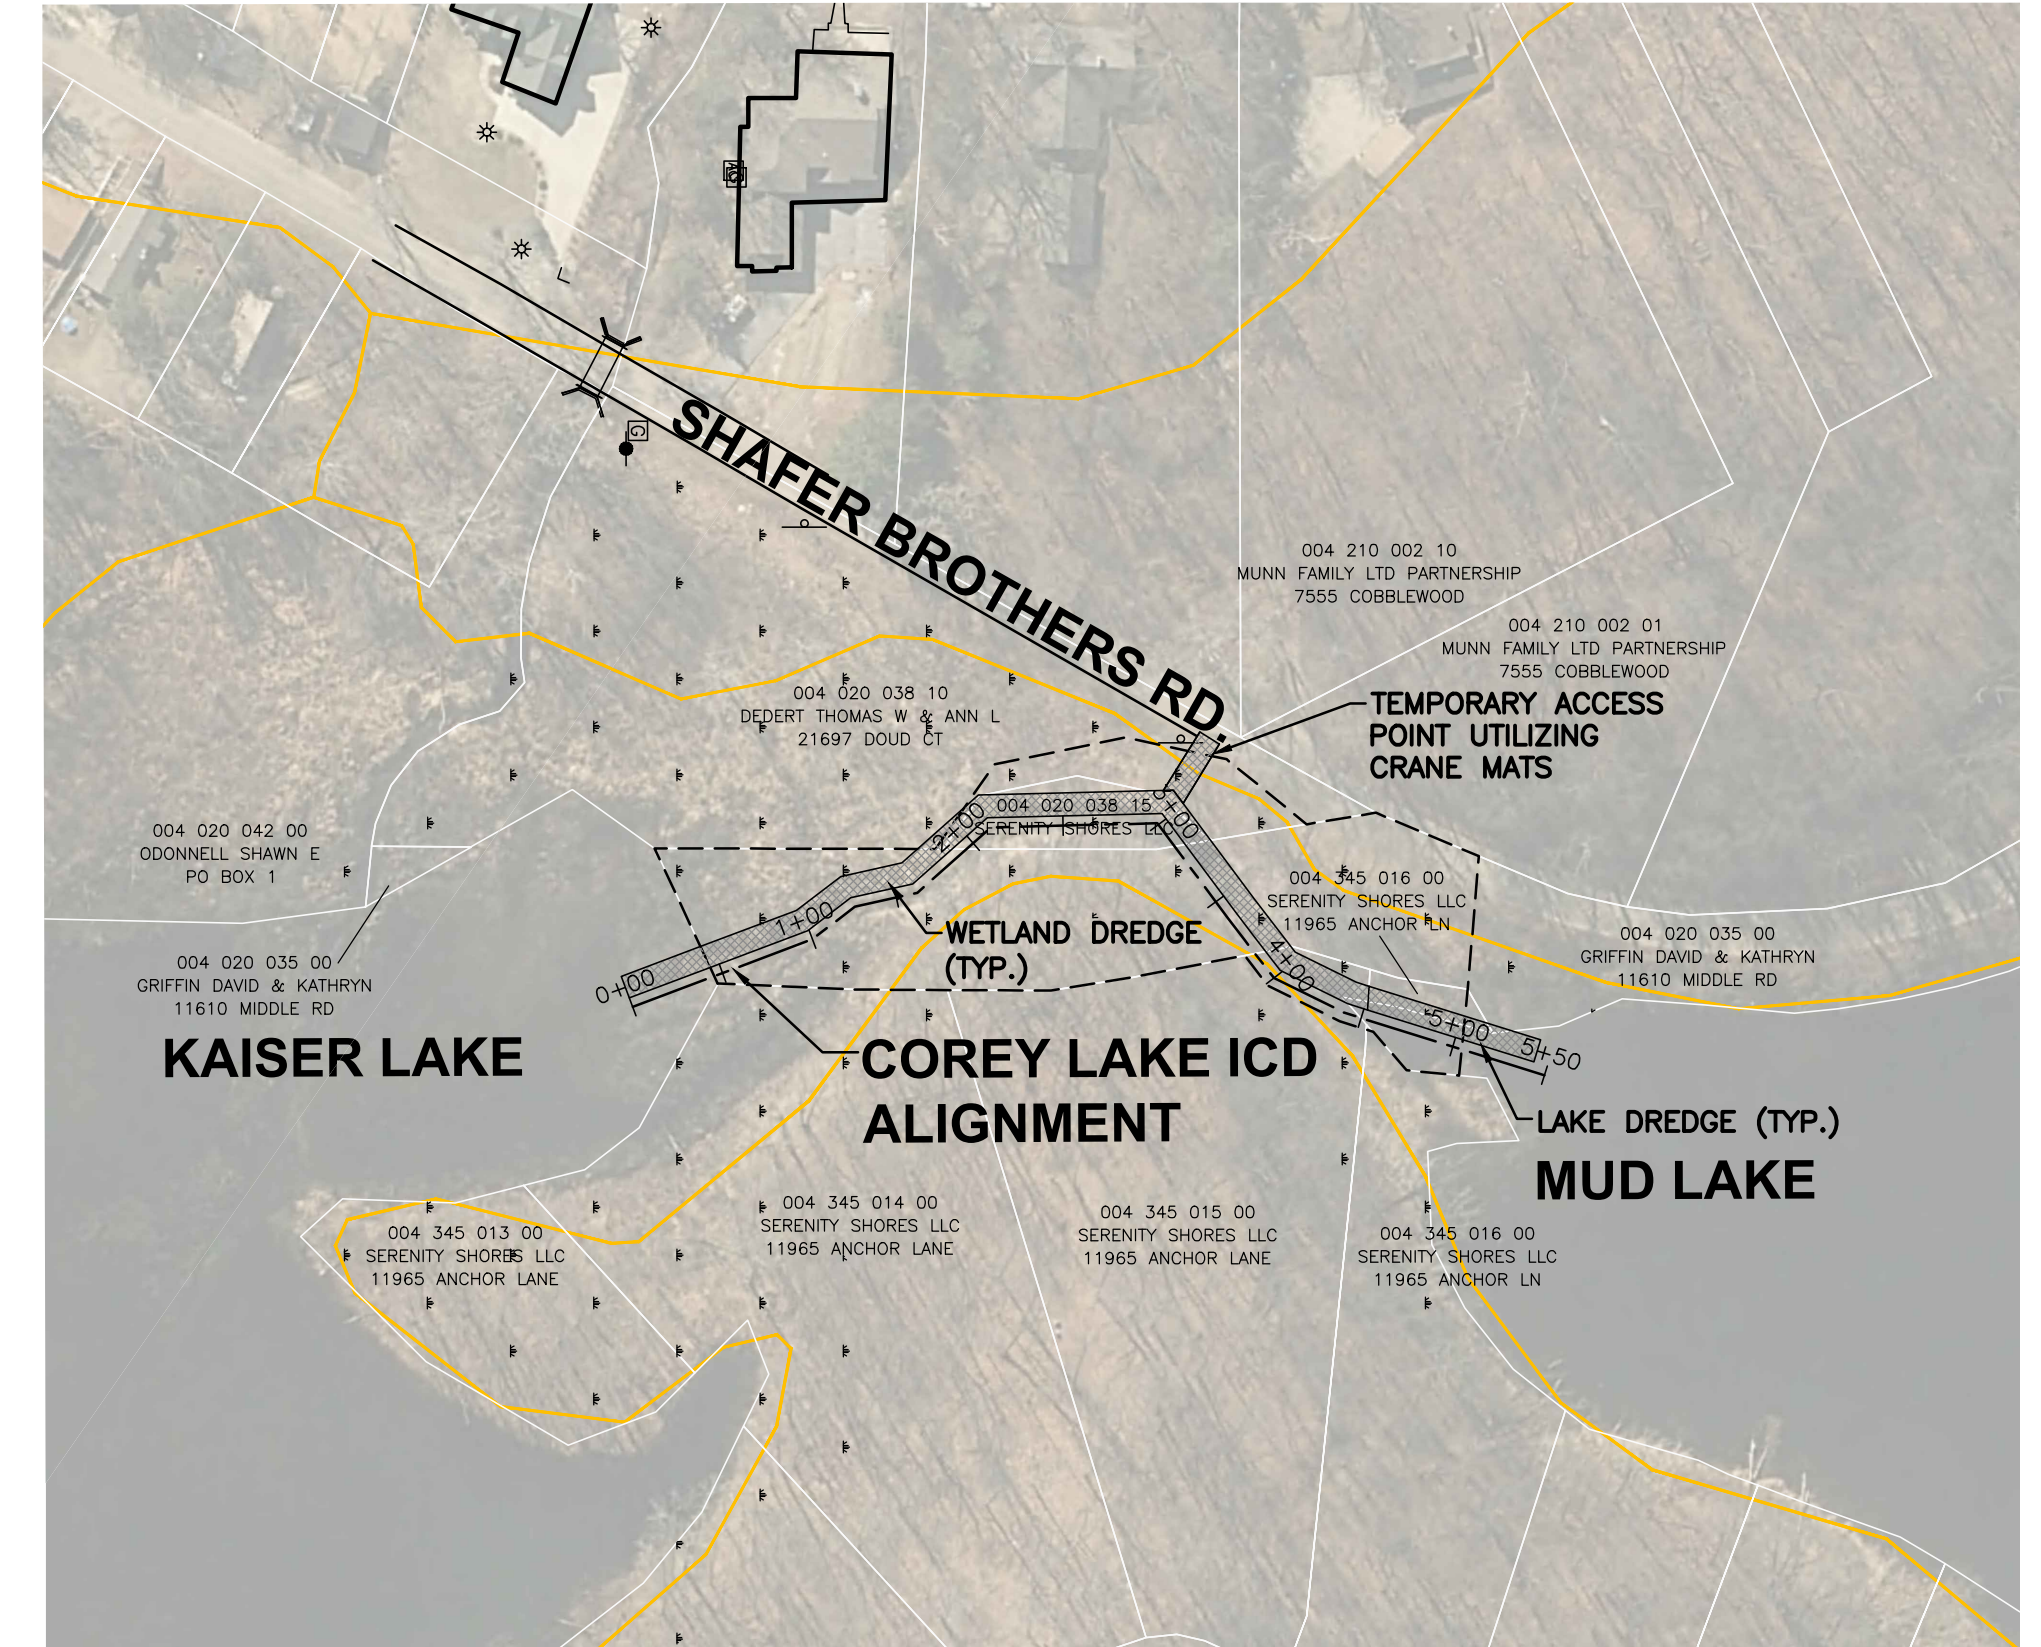 AC
G
SHAFER BROTHERS RD.
004 210 002 10
MUNN FAMILY LTD PARTNERSHIP
7555 COBBLEWOOD
004 210 002 01
MUNN FAMILY LTD PARTNERSHIP
7555 COBBLEWOOD
TEMPORARY ACCESS
POINT UTILIZING
CRANE MATS
004 020 038 10
DEDERT THOMAS W & ANN L
21697 DOUD CT
004 020 038 15
SERENITY SHORES LLC
004 020 042 00
ODONNELL SHAWN E
PO BOX 1
004 345 016 00
SERENITY SHORES LLC
11965 ANCHOR LN
004 020 035 00
GRIFFIN DAVID & KATHRYN
11610 MIDDLE RD
004 020 035 00
GRIFFIN DAVID & KATHRYN
11610 MIDDLE RD
0+00
1+00
2+00
3+00
4+00
5+00
5+50
WETLAND DREDGE
(TYP.)
KAISER LAKE
COREY LAKE ICD
ALIGNMENT
LAKE DREDGE (TYP.)
MUD LAKE
004 345 013 00
SERENITY SHORES LLC
11965 ANCHOR LANE
004 345 014 00
SERENITY SHORES LLC
11965 ANCHOR LANE
004 345 015 00
SERENITY SHORES LLC
11965 ANCHOR LANE
004 345 016 00
SERENITY SHORES LLC
11965 ANCHOR LN